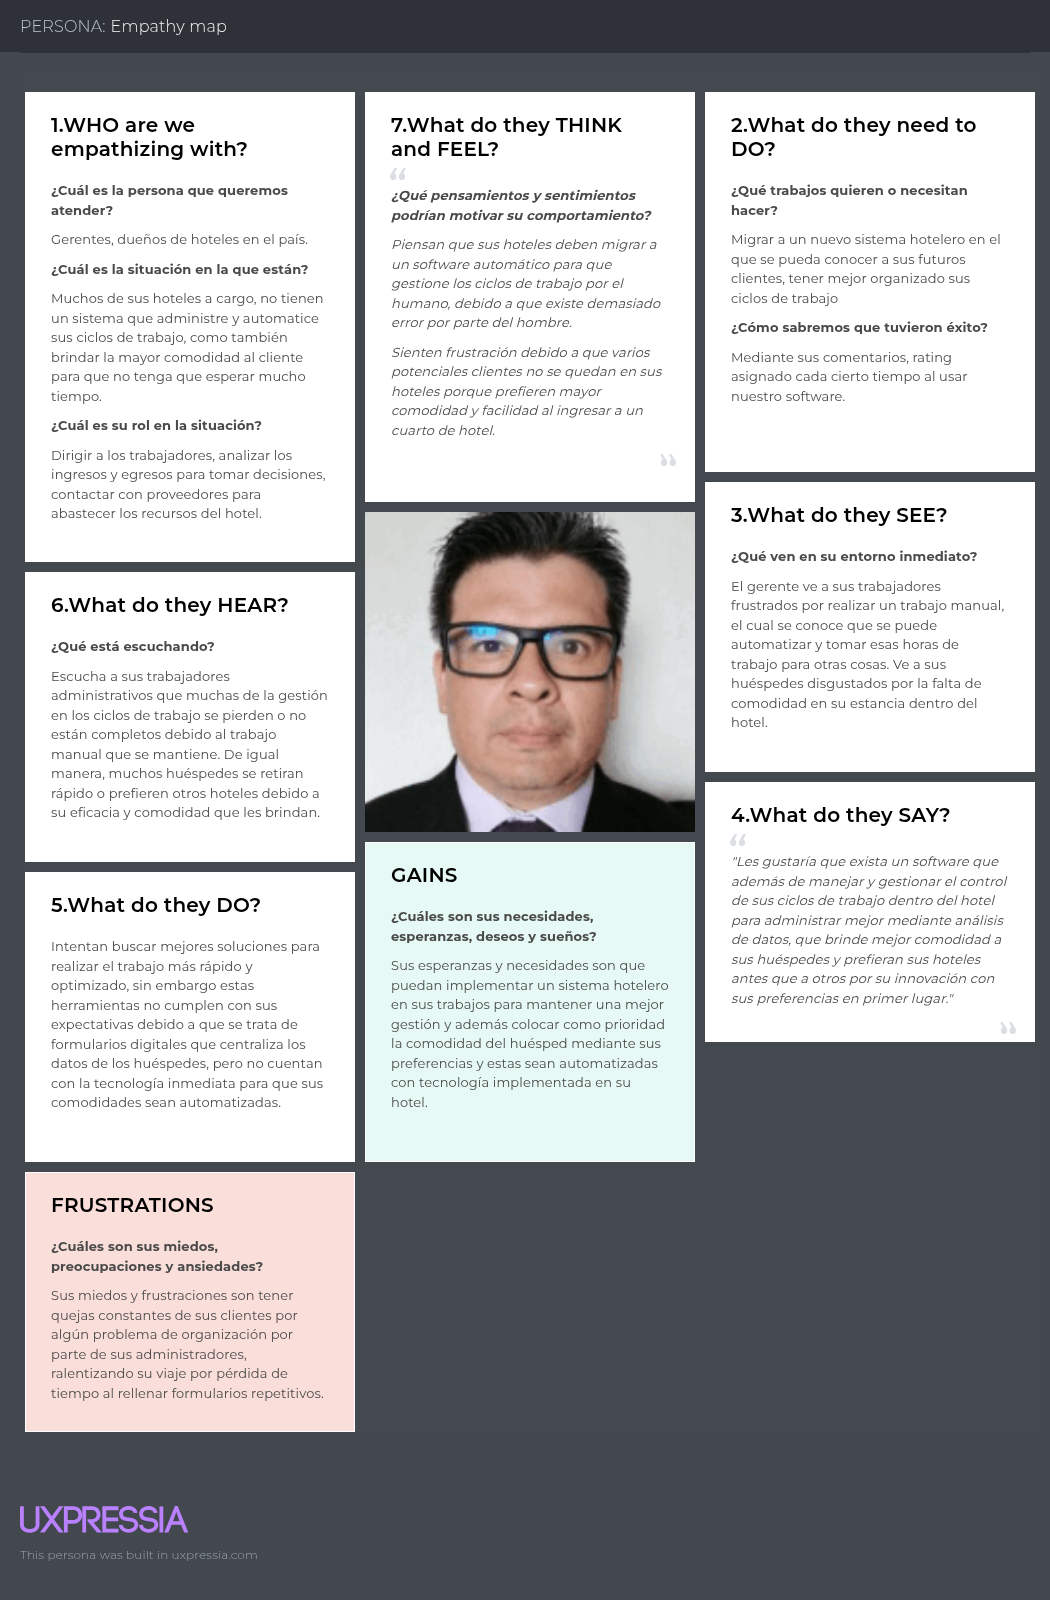 PERSONA: Empathy map
1.WHO are we
empathizing with?
¿Cuál es la persona que queremos
atender?
Gerentes, dueños de hoteles en el país.
¿Cuál es la situación en la que están?
Muchos de sus hoteles a cargo, no tienen
un sistema que administre y automatice
sus ciclos de trabajo, como también
brindar la mayor comodidad al cliente
para que no tenga que esperar mucho
tiempo.
¿Cuál es su rol en la situación?
Dirigir a los trabajadores, analizar los
ingresos y egresos para tomar decisiones,
contactar con proveedores para
abastecer los recursos del hotel.
7.What do they THINK
and FEEL?
“
¿Qué pensamientos y sentimientos
podrían motivar su comportamiento?
Piensan que sus hoteles deben migrar a
un software automático para que
gestione los ciclos de trabajo por el
humano, debido a que existe demasiado
error por parte del hombre.
Sienten frustración debido a que varios
potenciales clientes no se quedan en sus
hoteles porque prefieren mayor
comodidad y facilidad al ingresar a un
cuarto de hotel.
”
2.What do they need to
DO?
¿Qué trabajos quieren o necesitan
hacer?
Migrar a un nuevo sistema hotelero en el
que se pueda conocer a sus futuros
clientes, tener mejor organizado sus
ciclos de trabajo
¿Cómo sabremos que tuvieron éxito?
Mediante sus comentarios, rating
asignado cada cierto tiempo al usar
nuestro software.
3.What do they SEE?
¿Qué ven en su entorno inmediato?
El gerente ve a sus trabajadores
frustrados por realizar un trabajo manual,
el cual se conoce que se puede
automatizar y tomar esas horas de
trabajo para otras cosas. Ve a sus
huéspedes disgustados por la falta de
comodidad en su estancia dentro del
hotel.
6.What do they HEAR?
¿Qué está escuchando?
Escucha a sus trabajadores
administrativos que muchas de la gestión
en los ciclos de trabajo se pierden o no
están completos debido al trabajo
manual que se mantiene. De igual
manera, muchos huéspedes se retiran
rápido o prefieren otros hoteles debido a
su eficacia y comodidad que les brindan.
4.What do they SAY?
“
"Les gustaría que exista un software que
además de manejar y gestionar el control
de sus ciclos de trabajo dentro del hotel
para administrar mejor mediante análisis
de datos, que brinde mejor comodidad a
sus huéspedes y prefieran sus hoteles
antes que a otros por su innovación con
sus preferencias en primer lugar."
”
5.What do they DO?
Intentan buscar mejores soluciones para
realizar el trabajo más rápido y
optimizado, sin embargo estas
herramientas no cumplen con sus
expectativas debido a que se trata de
formularios digitales que centraliza los
datos de los huéspedes, pero no cuentan
con la tecnología inmediata para que sus
comodidades sean automatizadas.
GAINS
¿Cuáles son sus necesidades,
esperanzas, deseos y sueños?
Sus esperanzas y necesidades son que
puedan implementar un sistema hotelero
en sus trabajos para mantener una mejor
gestión y además colocar como prioridad
la comodidad del huésped mediante sus
preferencias y estas sean automatizadas
con tecnología implementada en su
hotel.
FRUSTRATIONS
¿Cuáles son sus miedos,
preocupaciones y ansiedades?
Sus miedos y frustraciones son tener
quejas constantes de sus clientes por
algún problema de organización por
parte de sus administradores,
ralentizando su viaje por pérdida de
tiempo al rellenar formularios repetitivos.
UXPRESSIA
This persona was built in uxpressia.com